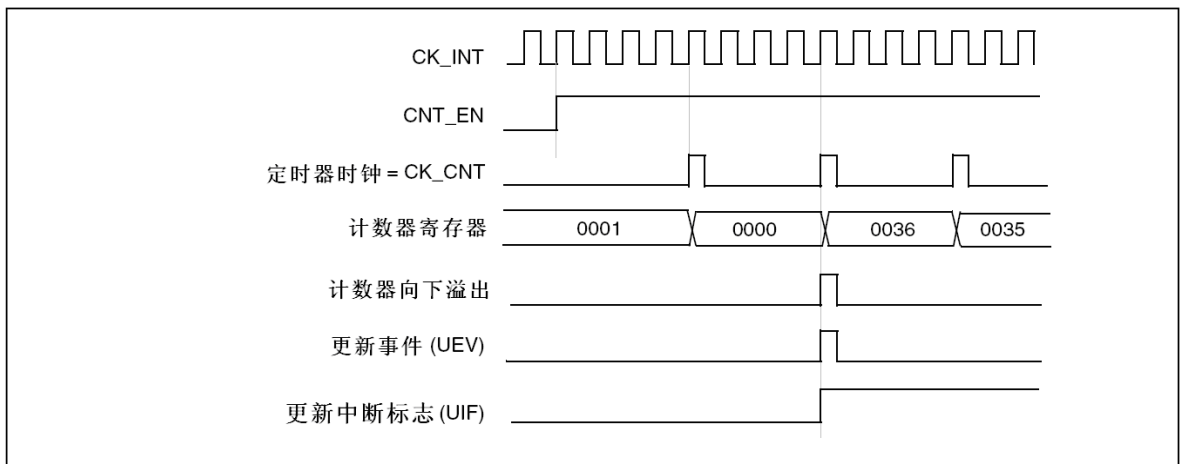 CK_INT
CNT_EN
定时器时钟 = CK_CNT
计数器寄存器 0001 0000 0036 0035
计数器向下溢出
更新事件 (UEV)
更新中断标志 (UIF)